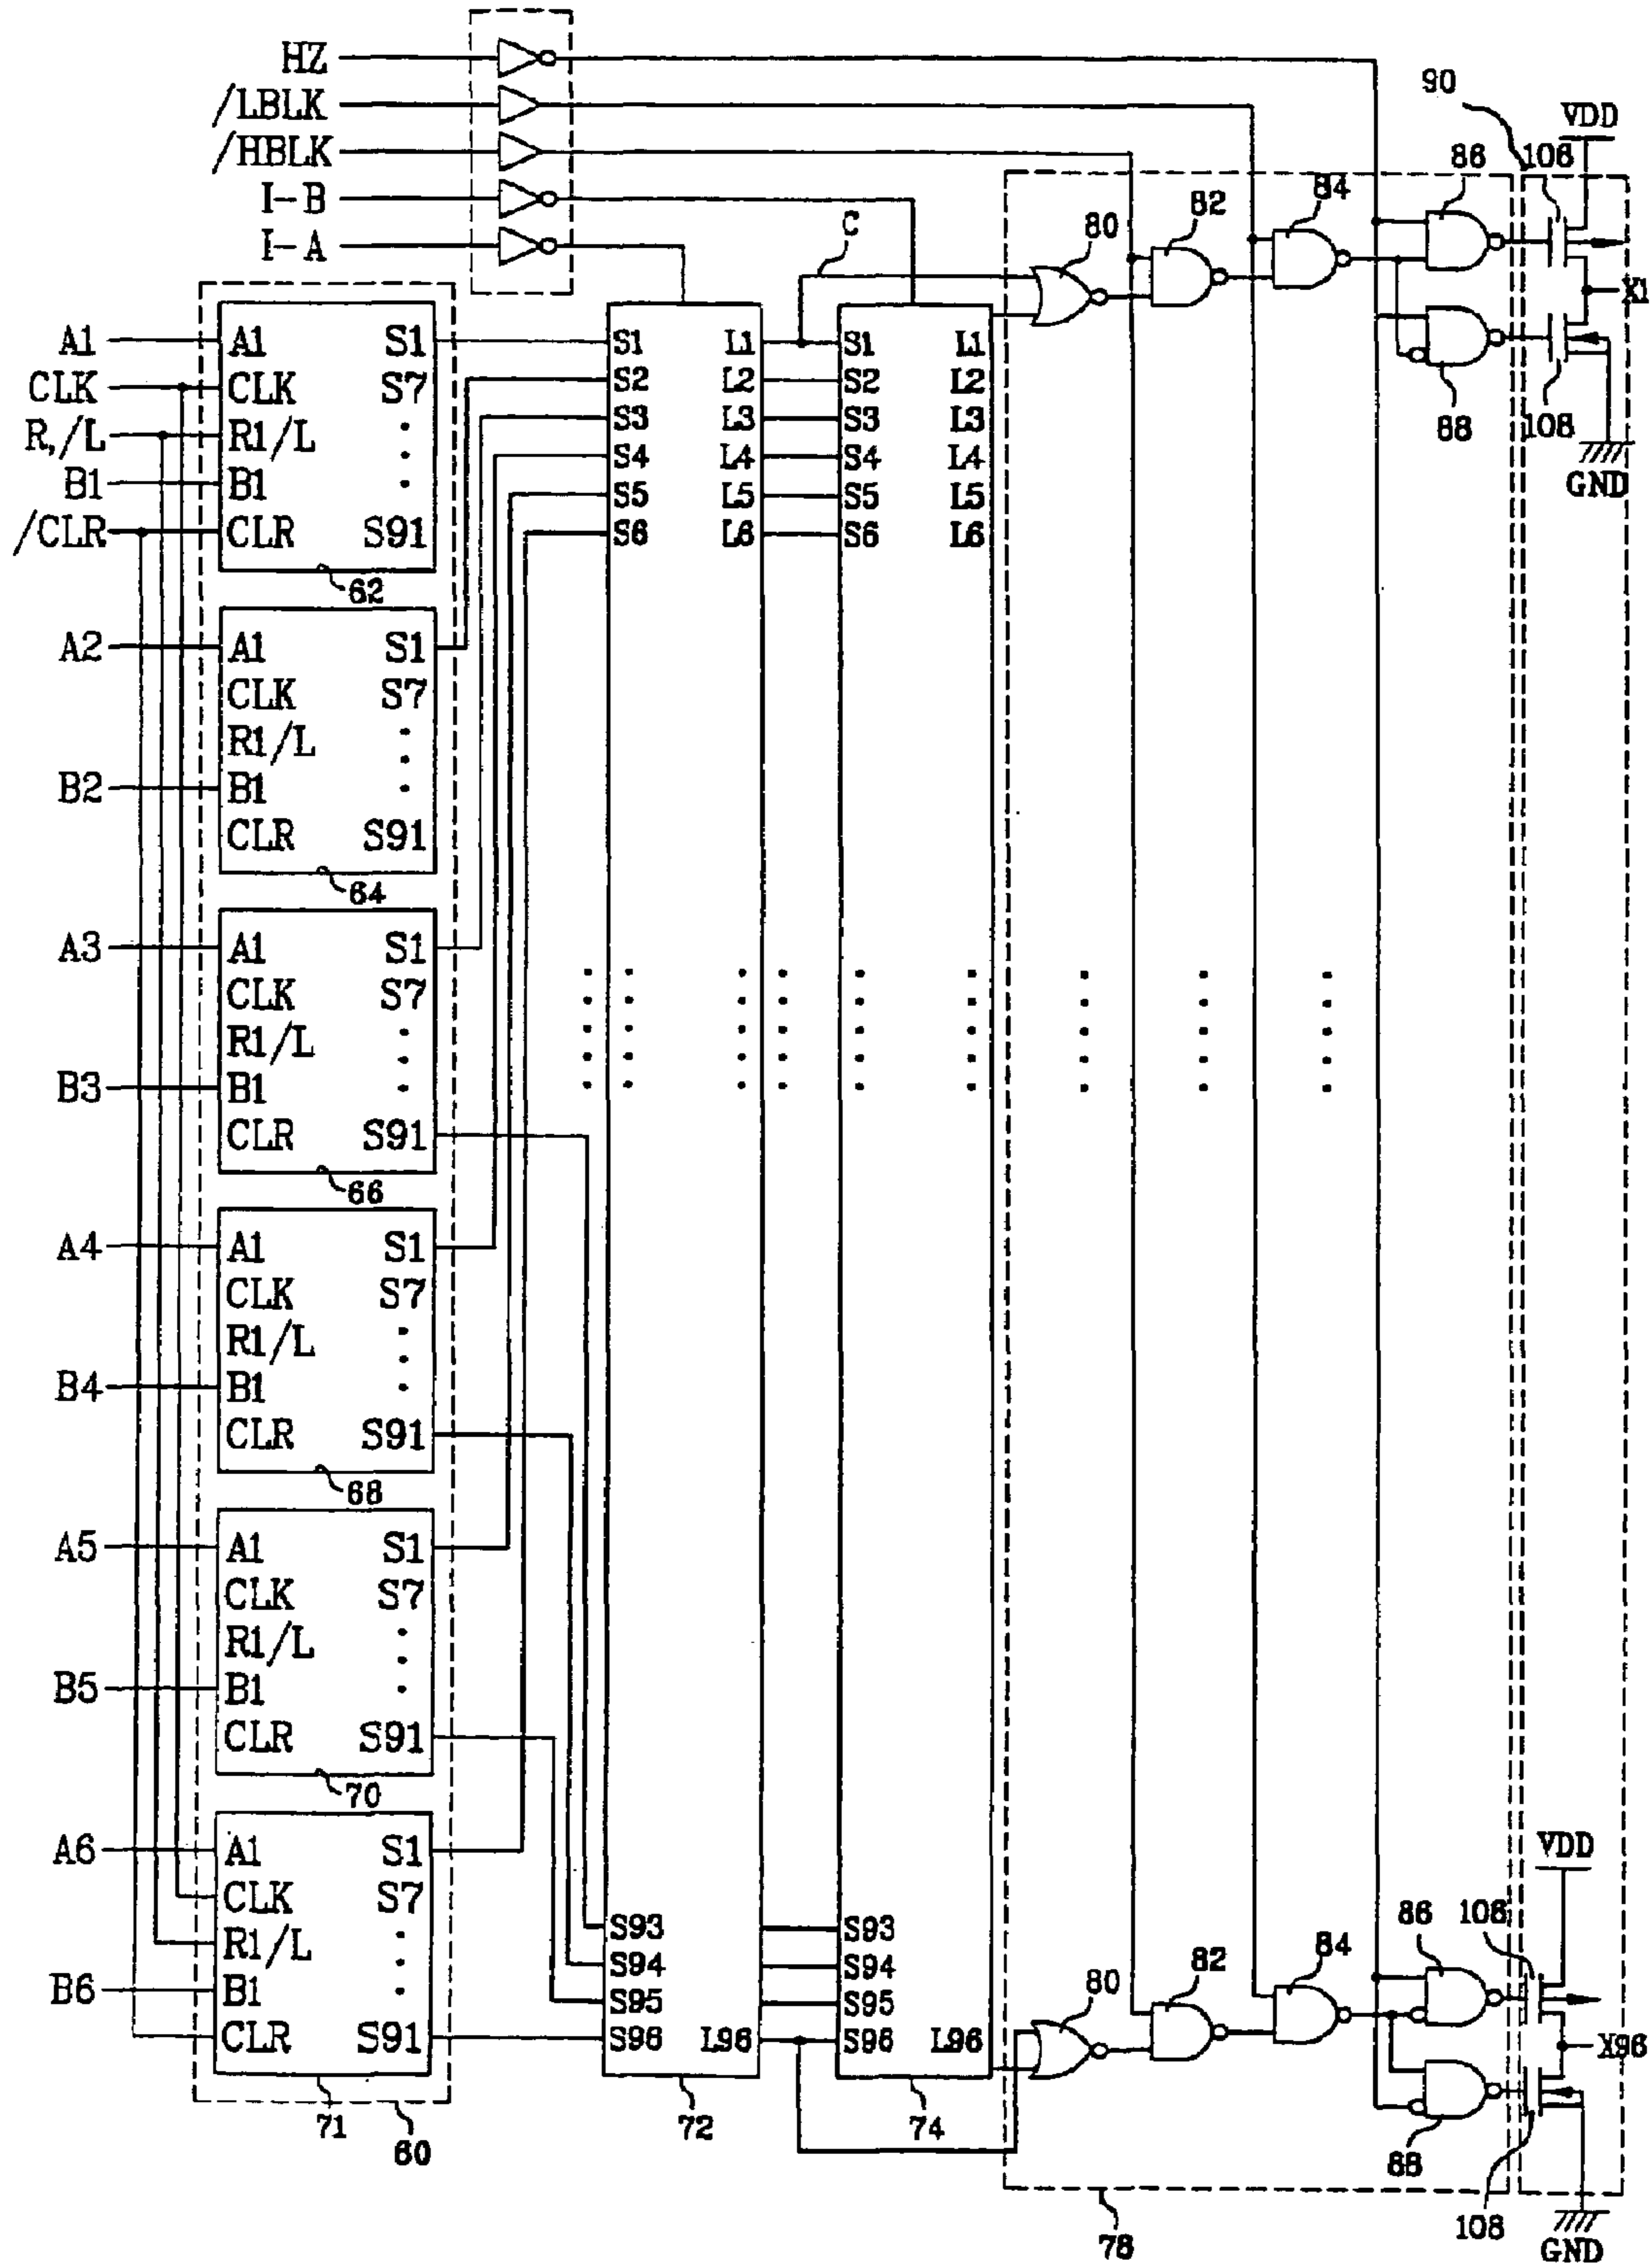 HZ
/LBLK
/HBLK
I-B
I-A
90
VDD
106
86
84
82
80
C
A1
CLK
R,/L
B1
/CLR
A1 S1
CLK S7
R1/L
B1
CLR S91
62
S1 L1
S2 L2
S3 L3
S4 L4
S5 L5
S6 L6
S1 L1
S2 L2
S3 L3
S4 L4
S5 L5
S6 L6
X1
88
108
GND
A2
B2
A1 S1
CLK S7
R1/L
B1
CLR S91
64
A3
B3
A1 S1
CLK S7
R1/L
B1
CLR S91
66
A4
B4
A1 S1
CLK S7
R1/L
B1
CLR S91
68
A5
B5
A1 S1
CLK S7
R1/L
B1
CLR S91
70
A6
B6
A1 S1
CLK S7
R1/L
B1
CLR S91
71
60
S93
S94
S95
S96 L96
72
S93
S94
S95
S96 L96
74
80
82
84
86
106
VDD
X96
88
108
GND
78